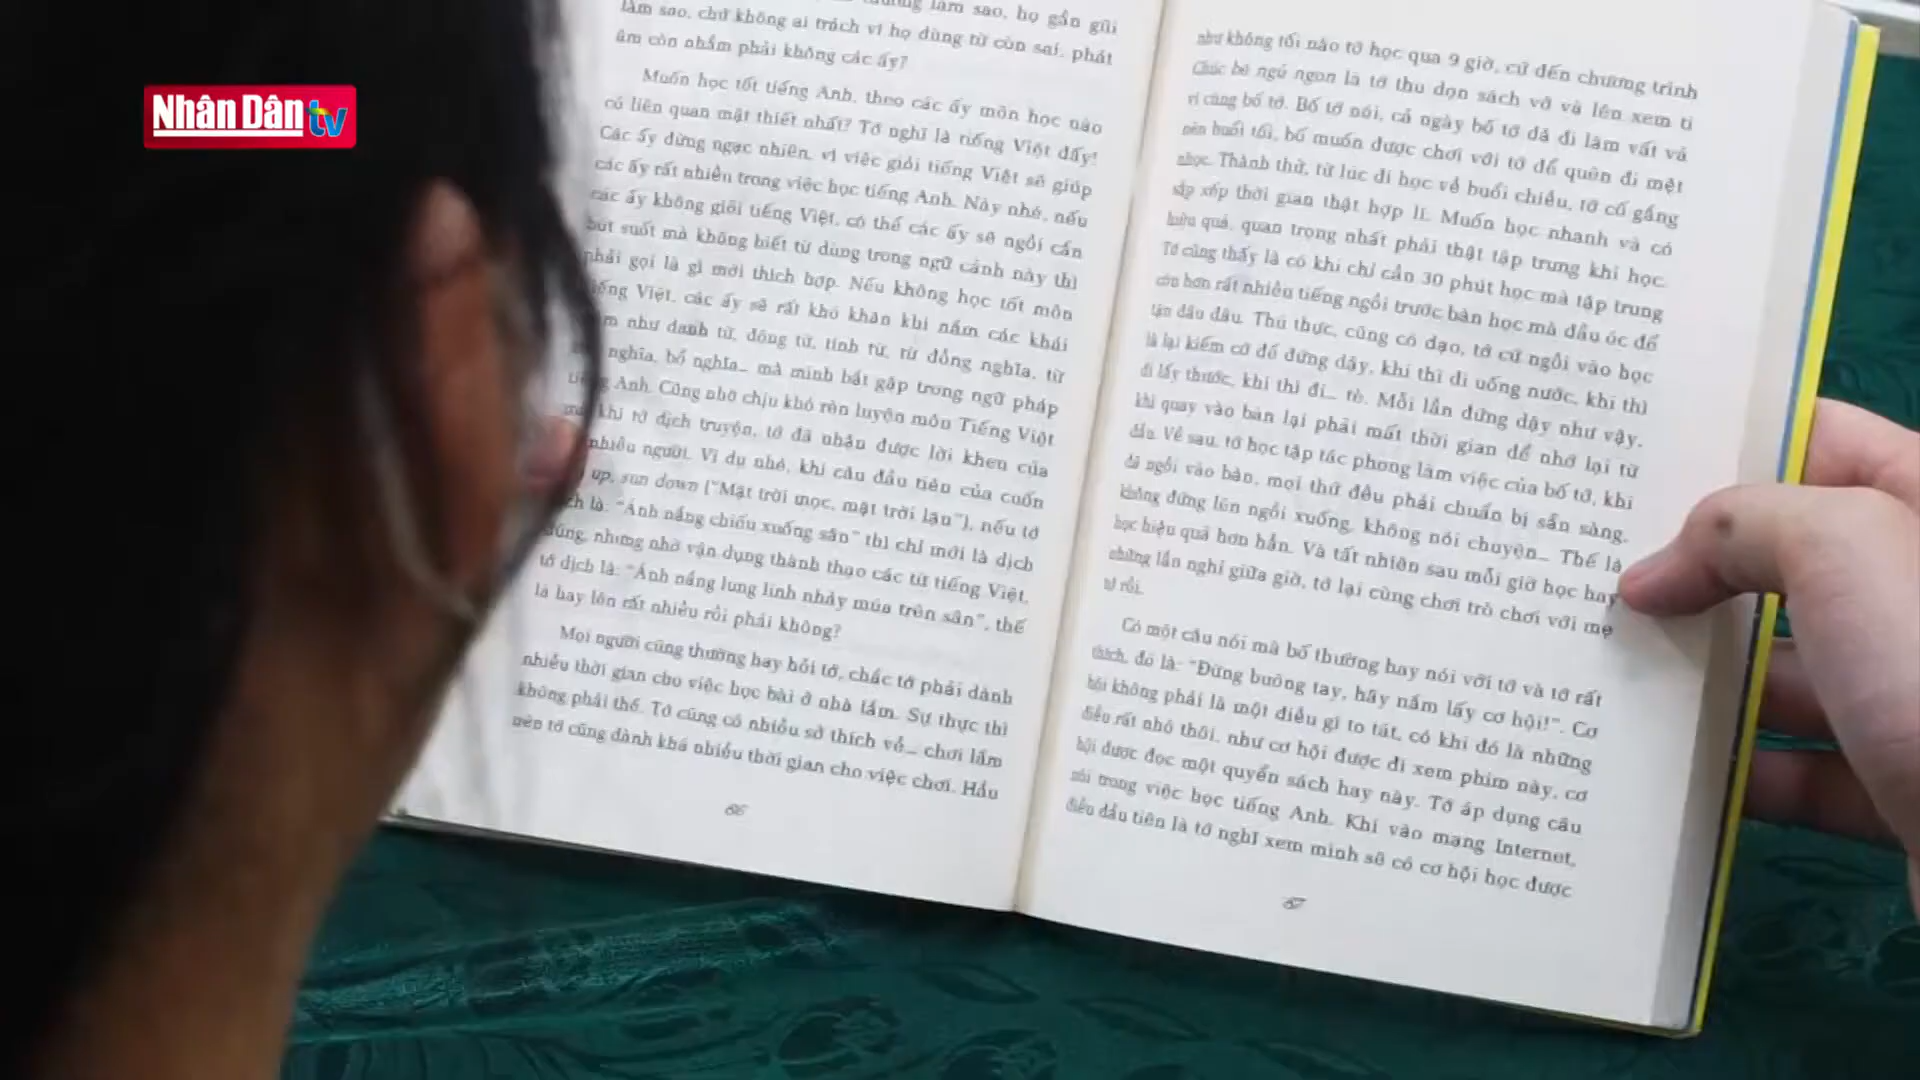 Nhân Dân tv
làm sao, họ gần gũi
làm sao, chứ không ai trách vì họ dùng từ còn sai, phát
âm còn nhầm phải không các ấy?
Muốn học tốt tiếng Anh, theo các ấy môn học nào
có liên quan mật thiết nhất? Tớ nghĩ là tiếng Việt đấy!
Các ấy đừng ngạc nhiên, vì việc giỏi tiếng Việt sẽ giúp
các ấy rất nhiều trong việc học tiếng Anh. Này nhé, nếu
các ấy không giỏi tiếng Việt, có thể các ấy sẽ ngồi cắn
bút suốt mà không biết từ dùng trong ngữ cảnh này thì
phải gọi là gì mới thích hợp. Nếu không học tốt môn
tiếng Việt, các ấy sẽ rất khó khăn khi nắm các khái
như danh từ, động từ, tính từ, từ đồng nghĩa, từ
nghĩa, bổ nghĩa... mà mình bắt gặp trong ngữ pháp
tiếng Anh. Cũng nhờ chịu khó rèn luyện môn Tiếng Việt
khi tớ dịch truyện, tớ đã nhận được lời khen của
nhiều người. Ví dụ nhé, khi câu đầu tiên của cuốn
up, sun down ("Mặt trời mọc, mặt trời lặn"), nếu tớ
là: "Ánh nắng chiếu xuống sân" thì chỉ mới là dịch
đúng, nhưng nhờ vận dụng thành thạo các từ tiếng Việt,
tớ dịch là: "Ánh nắng lung linh nhảy múa trên sân", thế
là hay lên rất nhiều rồi phải không?
Mọi người cũng thường hay hỏi tớ, chắc tớ phải dành
nhiều thời gian cho việc học bài ở nhà lắm. Sự thực thì
không phải thế. Tớ cũng có nhiều sở thích về... chơi lắm
nên tớ cũng dành khá nhiều thời gian cho việc chơi. Hầu
86
như không tối nào tớ học qua 9 giờ, cứ đến chương trình
Chúc bé ngủ ngon là tớ thu dọn sách vở và lên xem ti
vi cùng bố tớ. Bố tớ nói, cả ngày bố tớ đã đi làm vất vả
nên buổi tối, bố muốn được chơi với tớ để quên đi mệt
nhọc. Thành thử, từ lúc đi học về buổi chiều, tớ cố gắng
sắp xếp thời gian thật hợp lí. Muốn học nhanh và có
hiệu quả, quan trọng nhất phải thật tập trung khi học.
Tớ cũng thấy là có khi chỉ cần 30 phút học mà tập trung
còn hơn rất nhiều tiếng ngồi trước bàn học mà đầu óc để
tận đâu đâu. Thú thực, cũng có dạo, tớ cứ ngồi vào học
là lại kiếm cớ để đứng dậy, khi thì đi uống nước, khi thì
đi lấy thước, khi thì đi... tè. Mỗi lần đứng dậy như vậy,
khi quay vào bàn lại phải mất thời gian để nhớ lại từ
đầu. Về sau, tớ học tập tác phong làm việc của bố tớ, khi
đã ngồi vào bàn, mọi thứ đều phải chuẩn bị sẵn sàng,
không đứng lên ngồi xuống, không nói chuyện... Thế là
học hiệu quả hơn hẳn. Và tất nhiên sau mỗi giờ học hay
những lần nghỉ giữa giờ, tớ lại cùng chơi trò chơi với mẹ
tớ rồi.
Có một câu nói mà bố thường hay nói với tớ và tớ rất
thích, đó là: "Đừng buông tay, hãy nắm lấy cơ hội!". Cơ
hội không phải là một điều gì to tát, có khi đó là những
điều rất nhỏ thôi, như cơ hội được đi xem phim này, cơ
hội được đọc một quyển sách hay này. Tớ áp dụng câu
nói trong việc học tiếng Anh. Khi vào mạng Internet,
điều đầu tiên là tớ nghĩ xem mình sẽ có cơ hội học được
87